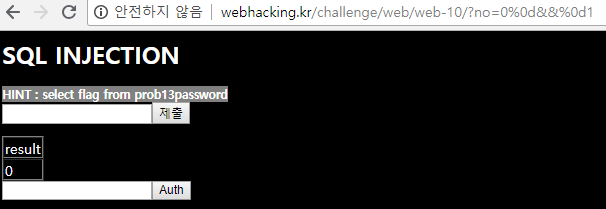 안전하지 않음 webhacking.kr/challenge/web/web-10/?no=0%0d&&%0d1
SQL INJECTION
HINT : select flag from prob13password
제출
result
0
Auth